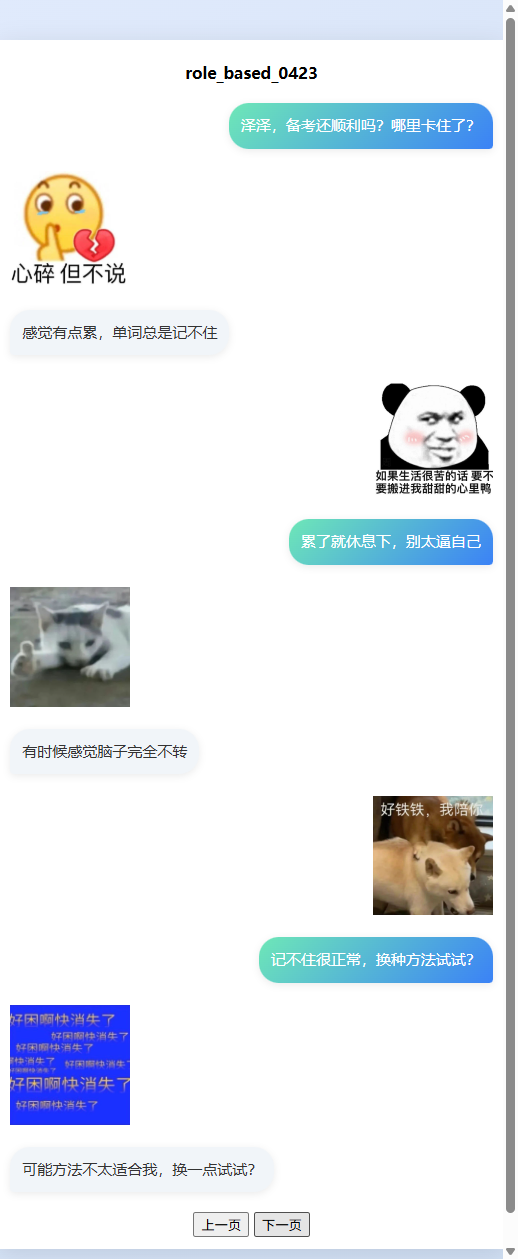 role_based_0423
泽泽，备考还顺利吗？哪里卡住了？
心碎 但不说
感觉有点累，单词总是记不住
如果生活很苦的话 要不
要搬进我甜甜的心里鸭
累了就休息下，别太逼自己
有时候感觉脑子完全不转
好铁铁，我陪你
记不住很正常，换种方法试试？
好困啊快消失了
好困啊快消失了
好困啊快消失了
好困啊快消失了
好困啊快消失了
好困啊快消失了
可能方法不太适合我，换一点试试？
上一页 下一页